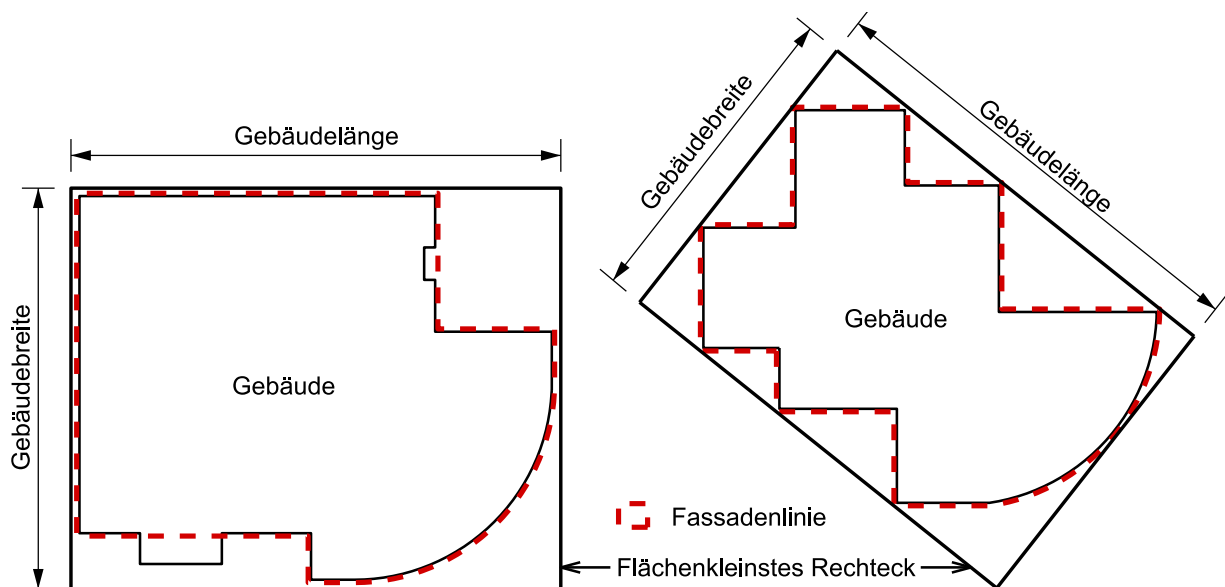 Gebäudelänge
Gebäudebreite
Gebäude
Gebäudebreite
Gebäudelänge
Gebäude
Fassadenlinie
Flächenkleinstes Rechteck